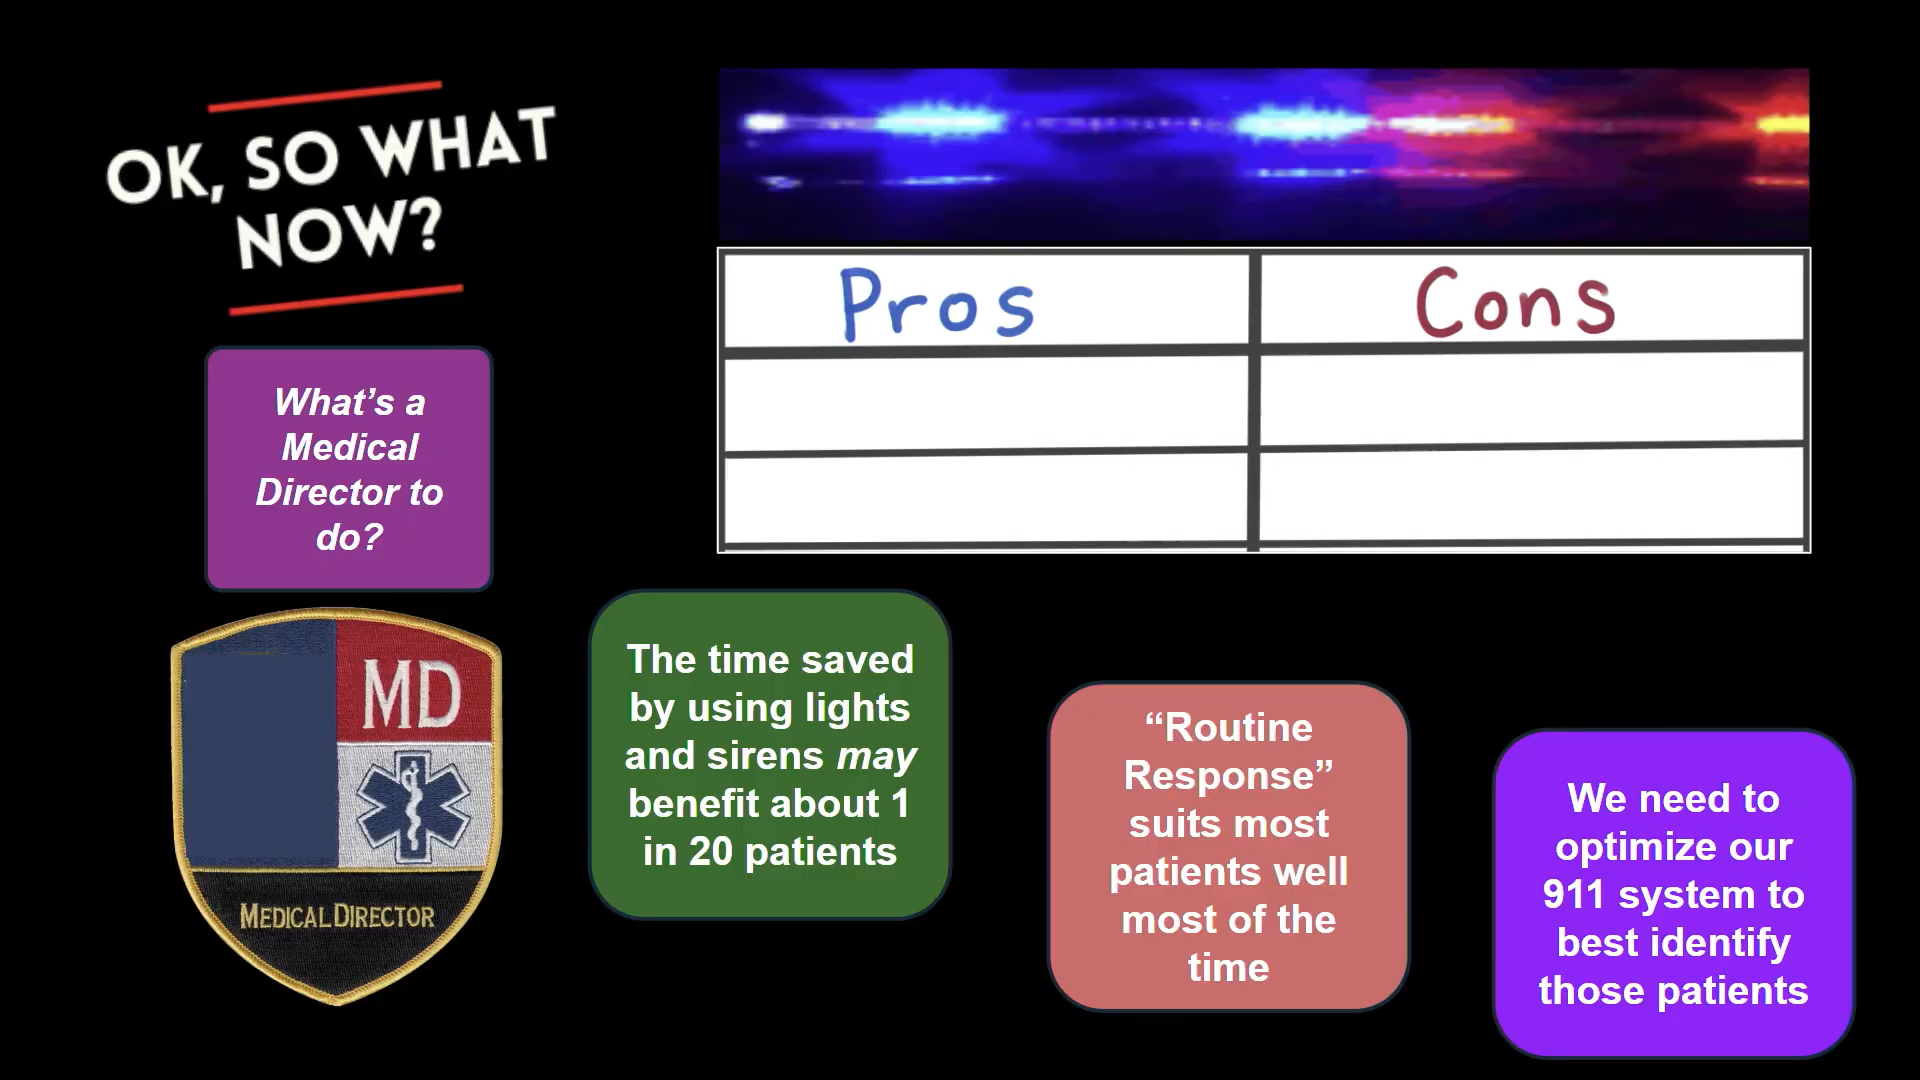 OK, SO WHAT
NOW?
Pros
Cons
What’s a
Medical
Director to
do?
MD
MEDICAL DIRECTOR
The time saved
by using lights
and sirens may
benefit about 1
in 20 patients
“Routine
Response”
suits most
patients well
most of the
time
We need to
optimize our
911 system to
best identify
those patients